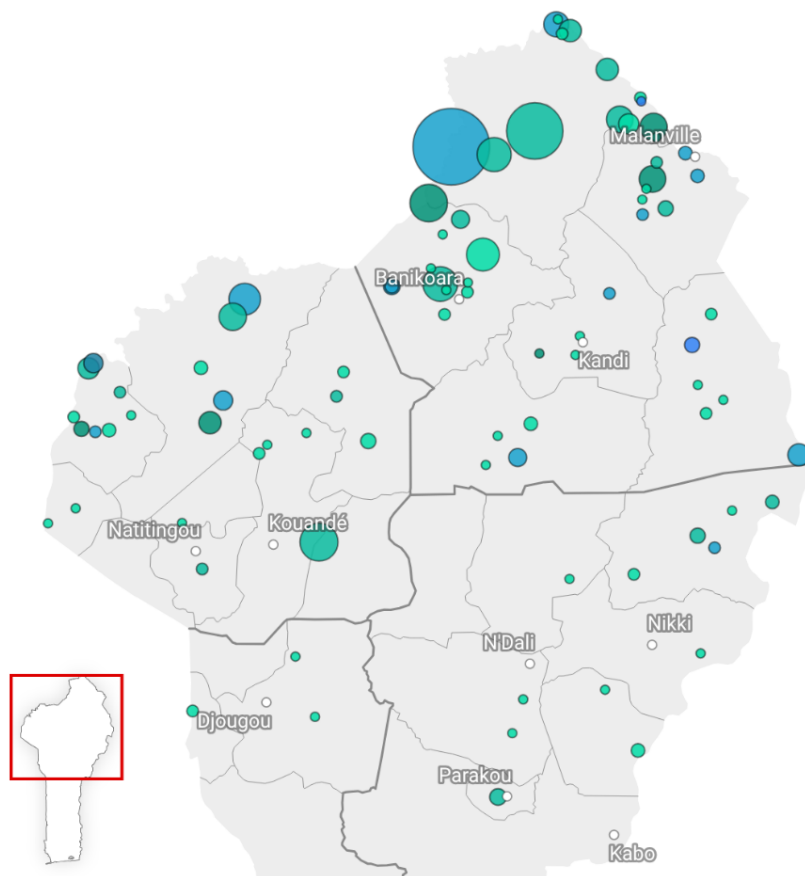 Malanville
Banikoara
Kandi
Natitingou
Kouandé
Nikki
N'Dali
Djougou
Parakou
Kabo